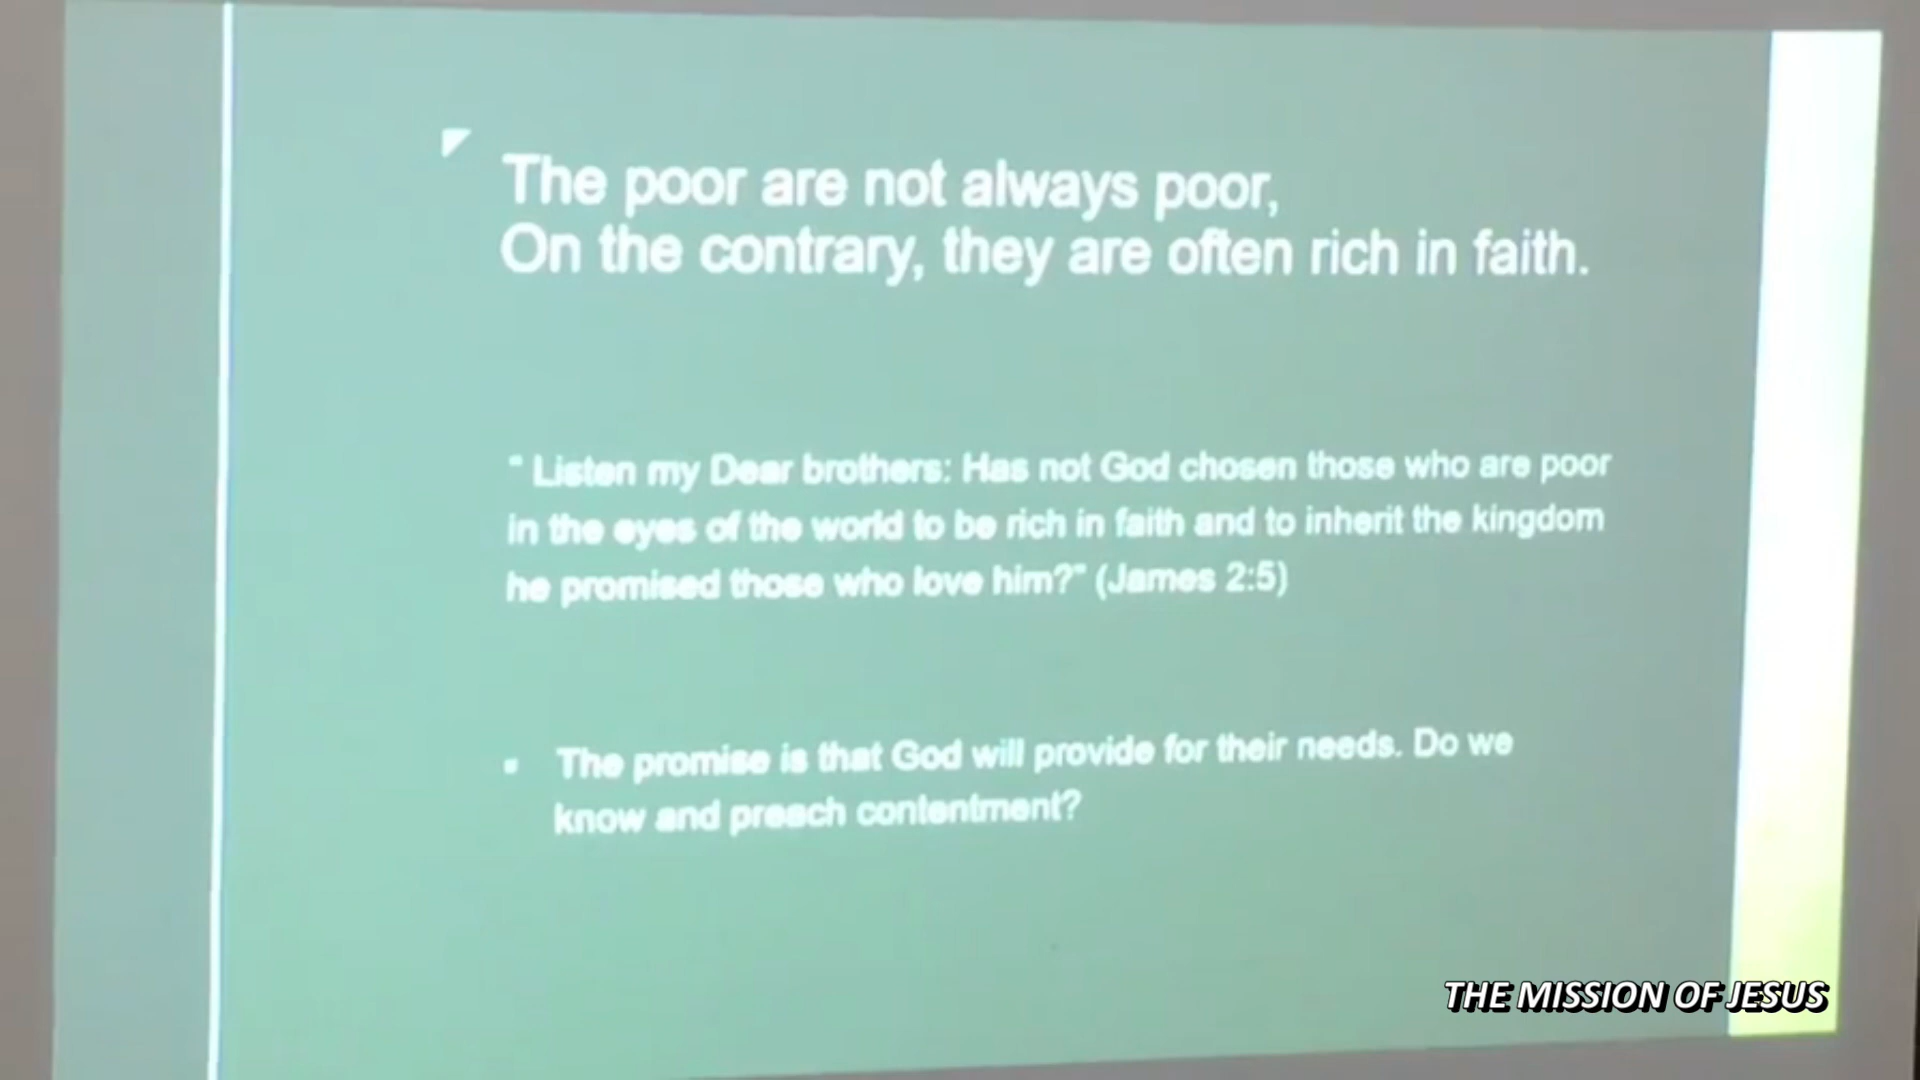 The poor are not always poor,
On the contrary, they are often rich in faith.
“ Listen my Dear brothers: Has not God chosen those who are poor
in the eyes of the world to be rich in faith and to inherit the kingdom
he promised those who love him?” (James 2:5)
▪ The promise is that God will provide for their needs. Do we
know and preach contentment?
THE MISSION OF JESUS